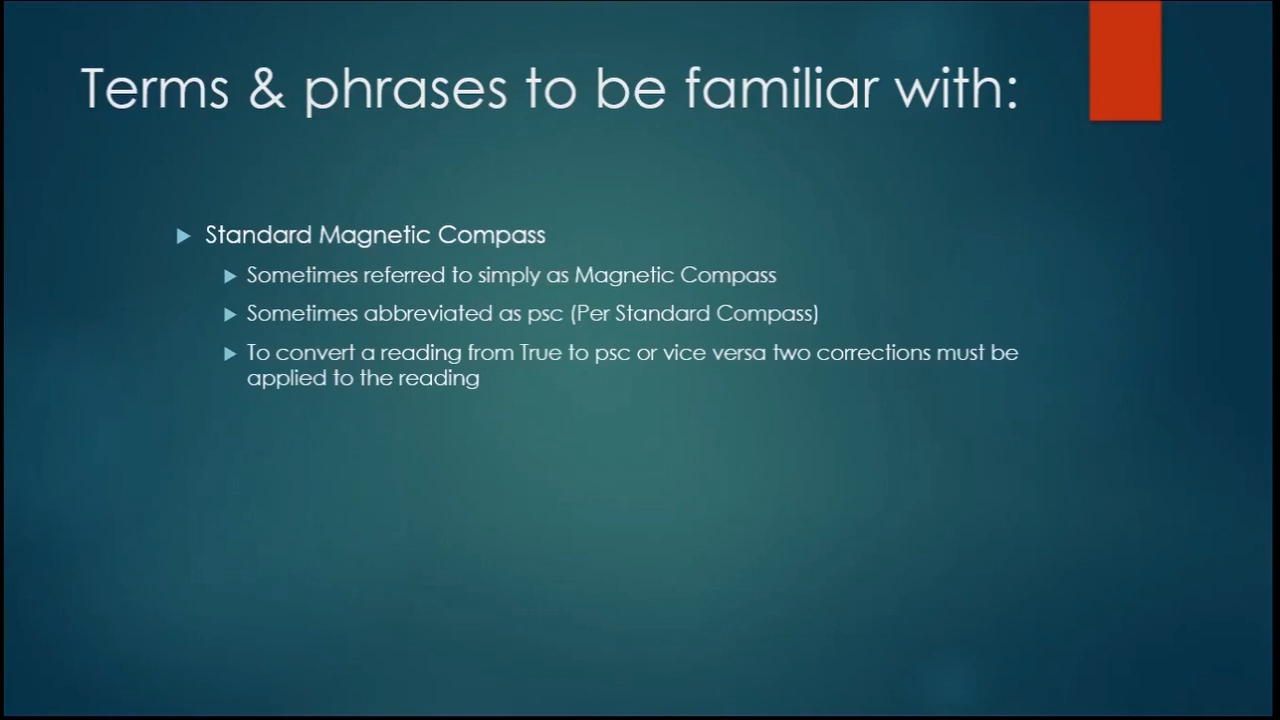 Terms & phrases to be familiar with:
Standard Magnetic Compass
Sometimes referred to simply as Magnetic Compass
Sometimes abbreviated as psc (Per Standard Compass)
To convert a reading from True to psc or vice versa two corrections must be
applied to the reading